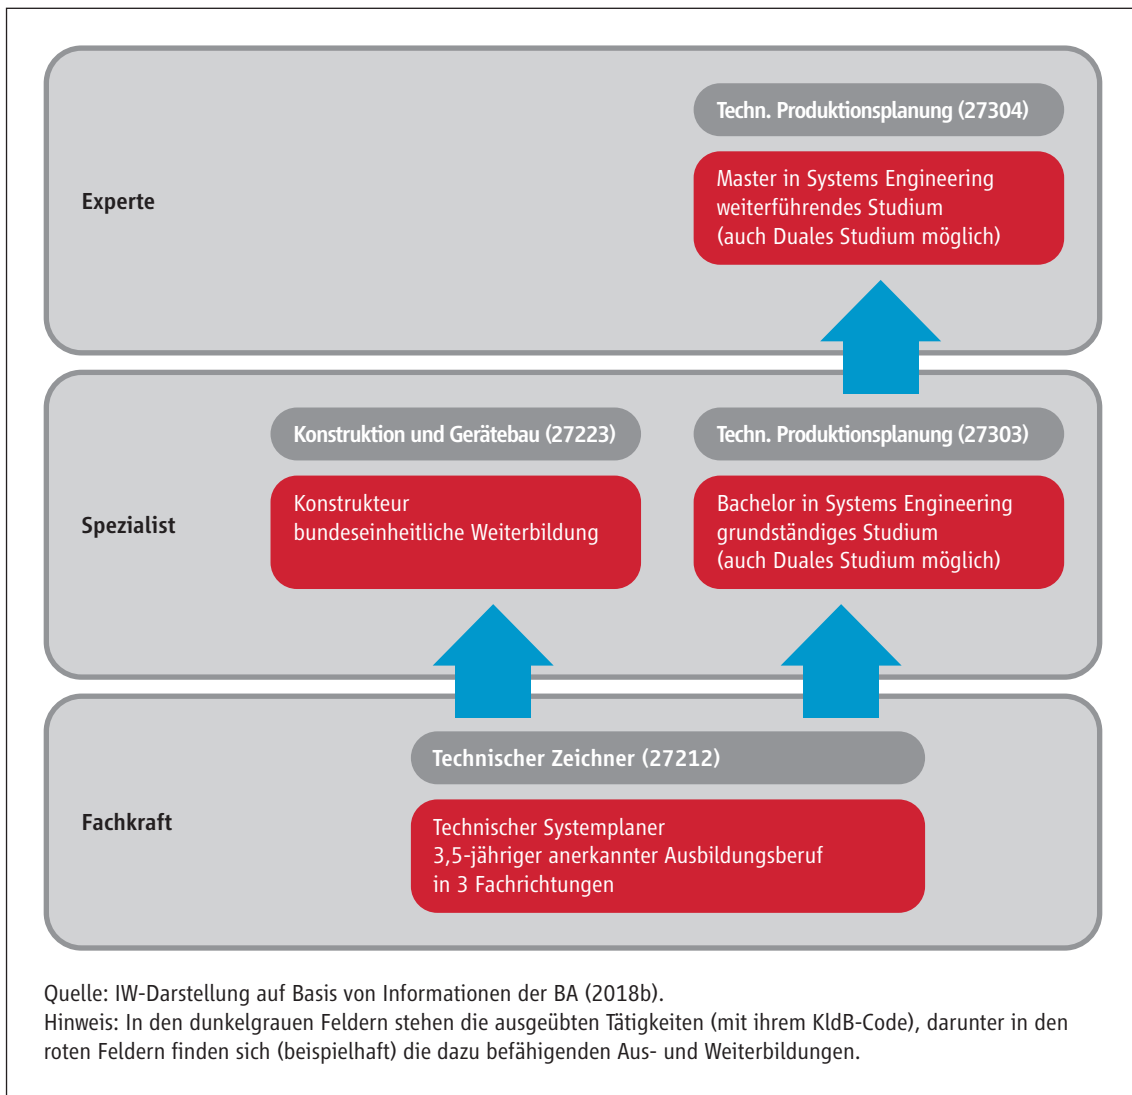 Experte
Techn. Produktionsplanung (27304)
Master in Systems Engineering
weiterführendes Studium
(auch Duales Studium möglich)
Spezialist
Konstruktion und Gerätebau (27223)
Konstrukteur
bundeseinheitliche Weiterbildung
Techn. Produktionsplanung (27303)
Bachelor in Systems Engineering
grundständiges Studium
(auch Duales Studium möglich)
Fachkraft
Technischer Zeichner (27212)
Technischer Systemplaner
3,5-jähriger anerkannter Ausbildungsberuf
in 3 Fachrichtungen
Quelle: IW-Darstellung auf Basis von Informationen der BA (2018b).
Hinweis: In den dunkelgrauen Feldern stehen die ausgeübten Tätigkeiten (mit ihrem KldB-Code), darunter in den
roten Feldern finden sich (beispielhaft) die dazu befähigenden Aus- und Weiterbildungen.